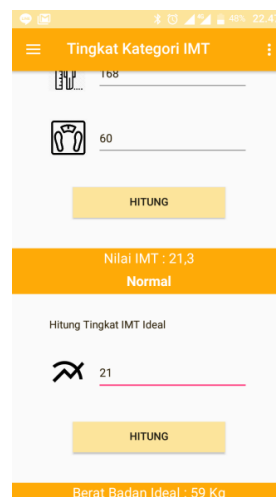 48% 22.47
Tingkat Kategori IMT
168
60
HITUNG
Nilai IMT : 21,3
Normal
Hitung Tingkat IMT Ideal
21
HITUNG
Berat Badan Ideal : 59 Kg